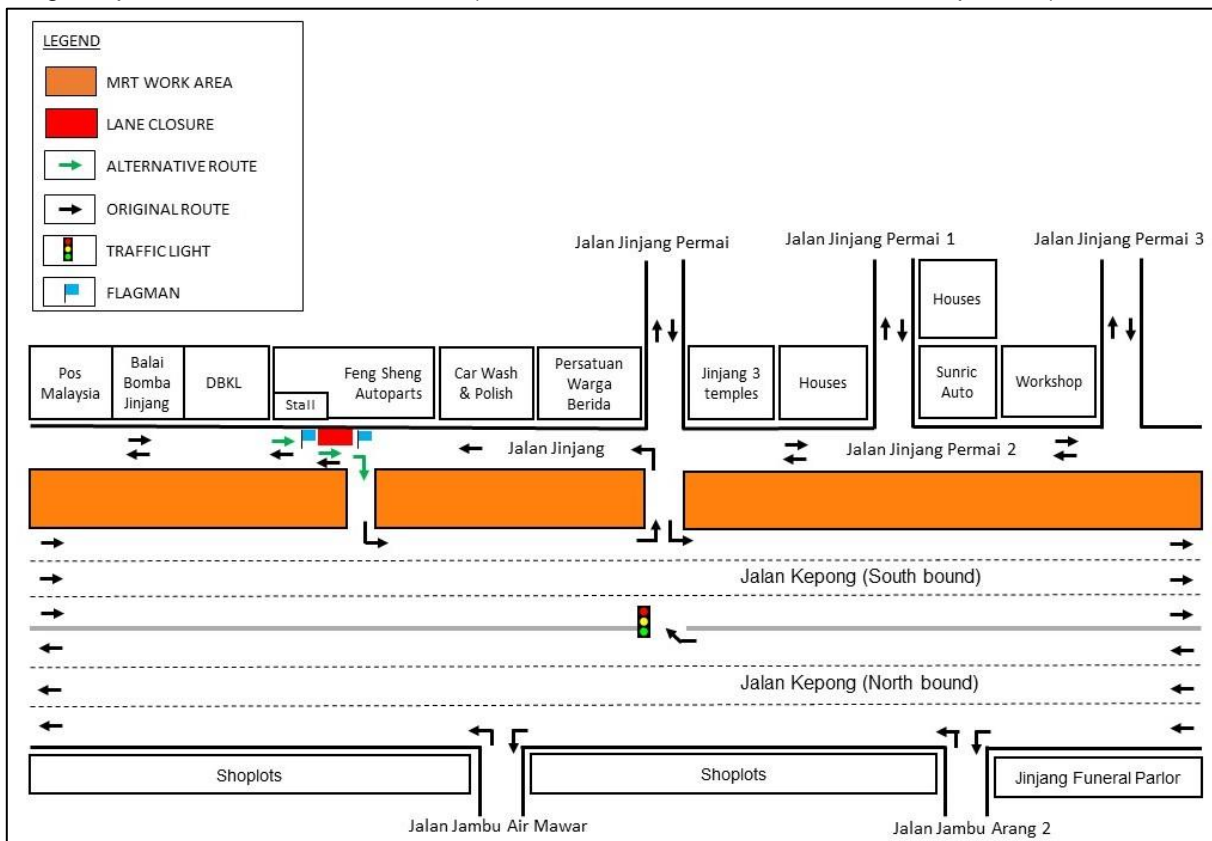 LEGEND
MRT WORK AREA
LANE CLOSURE
ALTERNATIVE ROUTE
ORIGINAL ROUTE
TRAFFIC LIGHT
FLAGMAN
Jalan Jinjang Permai
Jalan Jinjang Permai 1
Jalan Jinjang Permai 3
Houses
Pos
Malaysia
Balai
Bomba
Jinjang
DBKL
Stall
Feng Sheng
Autoparts
Car Wash
& Polish
Persatuan
Warga
Berida
Jinjang 3
temples
Houses
Sunric
Auto
Workshop
Jalan Jinjang
Jalan Jinjang Permai 2
Jalan Kepong (South bound)
Jalan Kepong (North bound)
Shoplots
Shoplots
Jinjang Funeral Parlor
Jalan Jambu Air Mawar
Jalan Jambu Arang 2